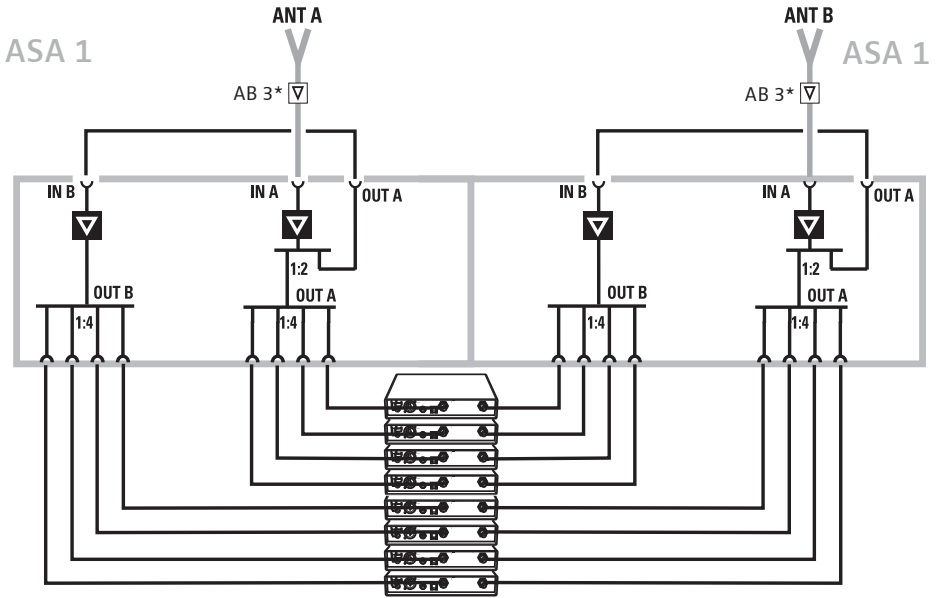 ANT A
ANT B
ASA 1
ASA 1
AB 3*
AB 3*
IN B
IN A
OUT A
IN B
IN A
OUT A
1:2
1:2
OUT B
OUT A
OUT B
OUT A
1:4
1:4
1:4
1:4